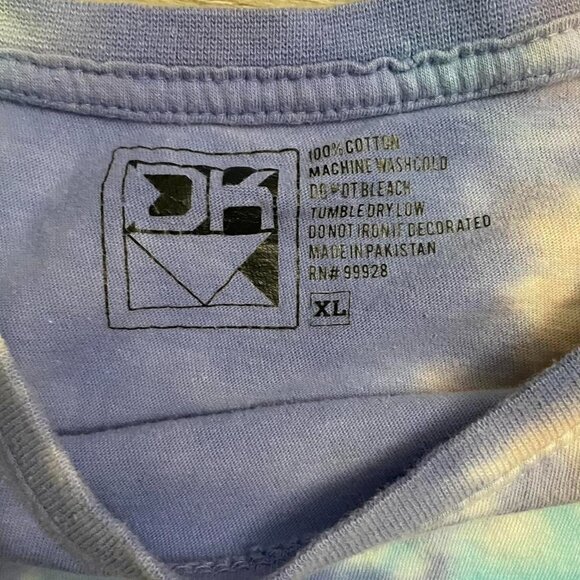 DK
100% COTTON
MACHINE WASH COLD
DO NOT BLEACH
TUMBLE DRY LOW
DO NOT IRON IF DECORATED
MADE IN PAKISTAN
RN# 99928
XL